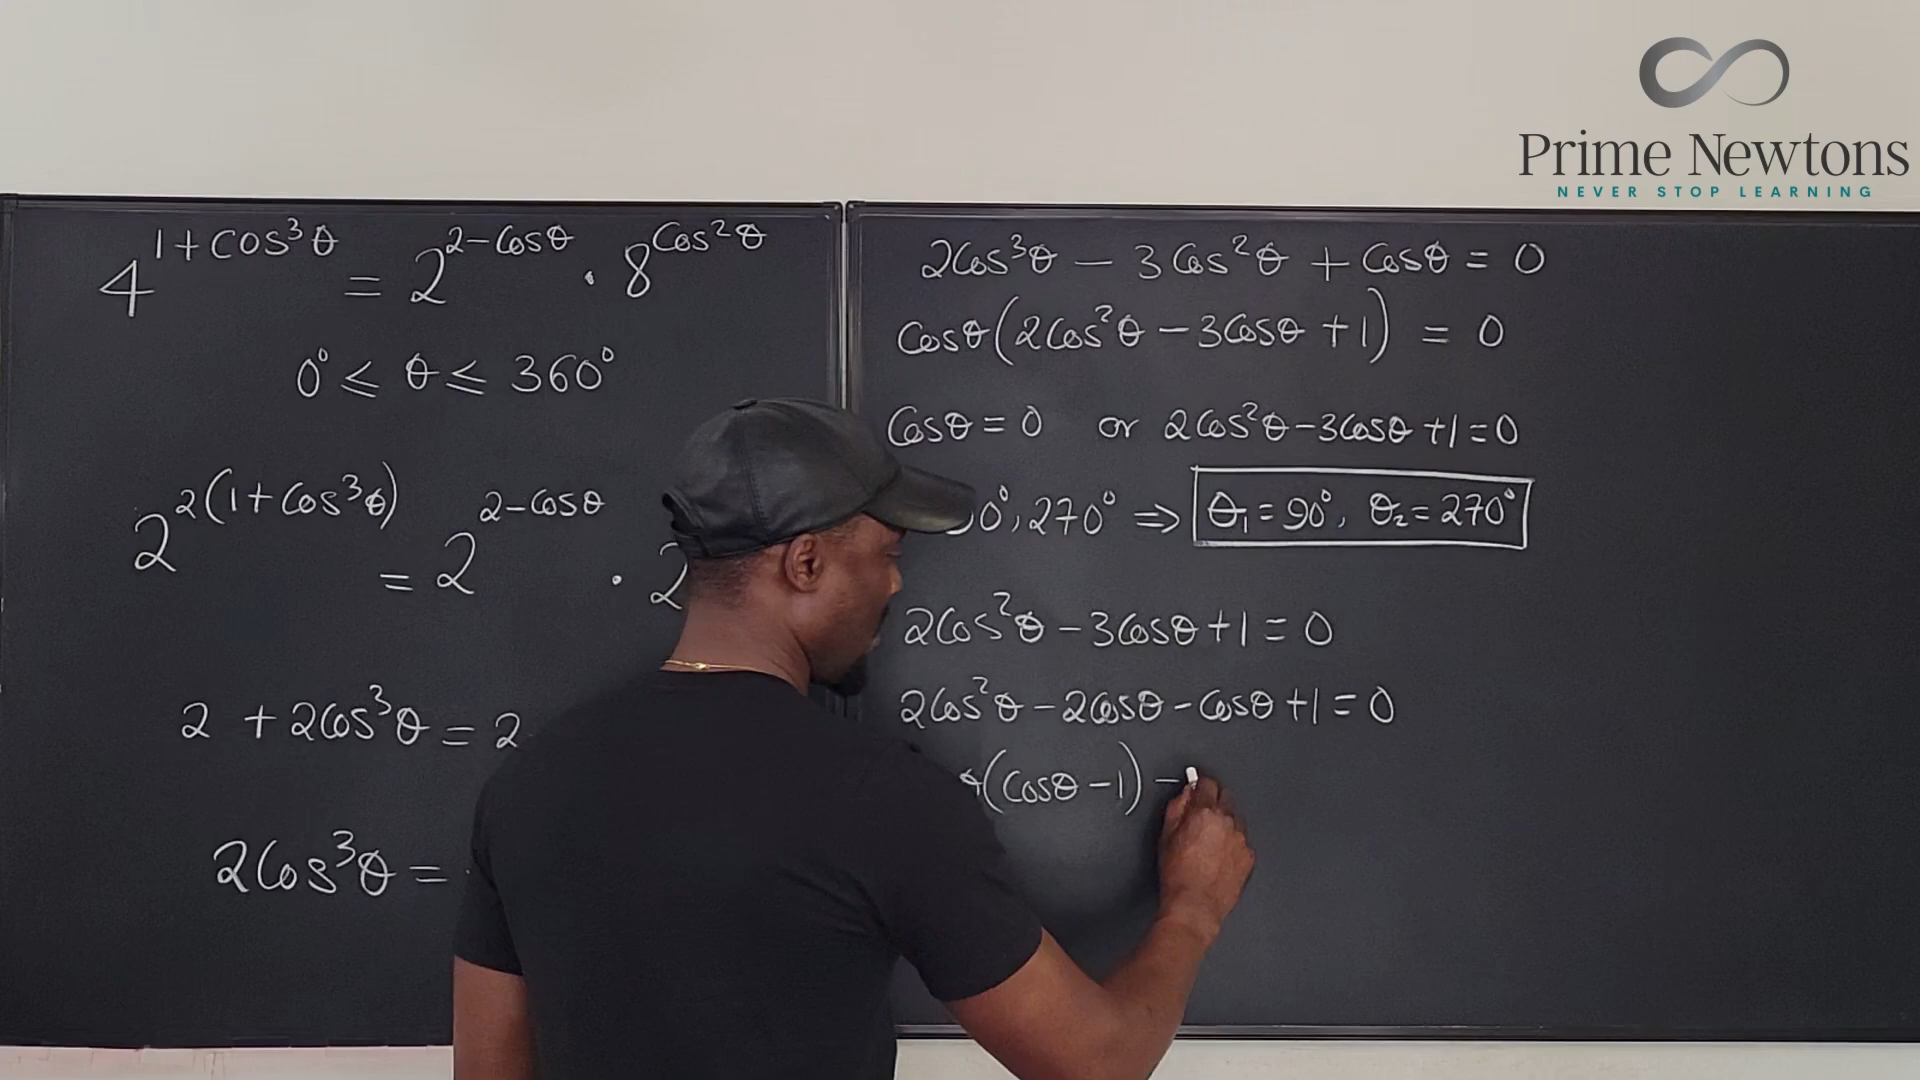 Prime Newtons
NEVER STOP LEARNING
4^{1+cos³θ} = 2^{2-cosθ} · 8^{cos²θ}
0° ≤ θ ≤ 360°
2^{2(1+cos³θ)} = 2^{2-cosθ} · 2
2 + 2cos³θ = 2
2cos³θ =
2cos³θ - 3cos²θ + cosθ = 0
cosθ(2cos²θ - 3cosθ + 1) = 0
cosθ = 0 or 2cos²θ - 3cosθ + 1 = 0
0°, 270° ⇒ θ₁ = 90°, θ₂ = 270°
2cos²θ - 3cosθ + 1 = 0
2cos²θ - 2cosθ - cosθ + 1 = 0
(cosθ - 1) -